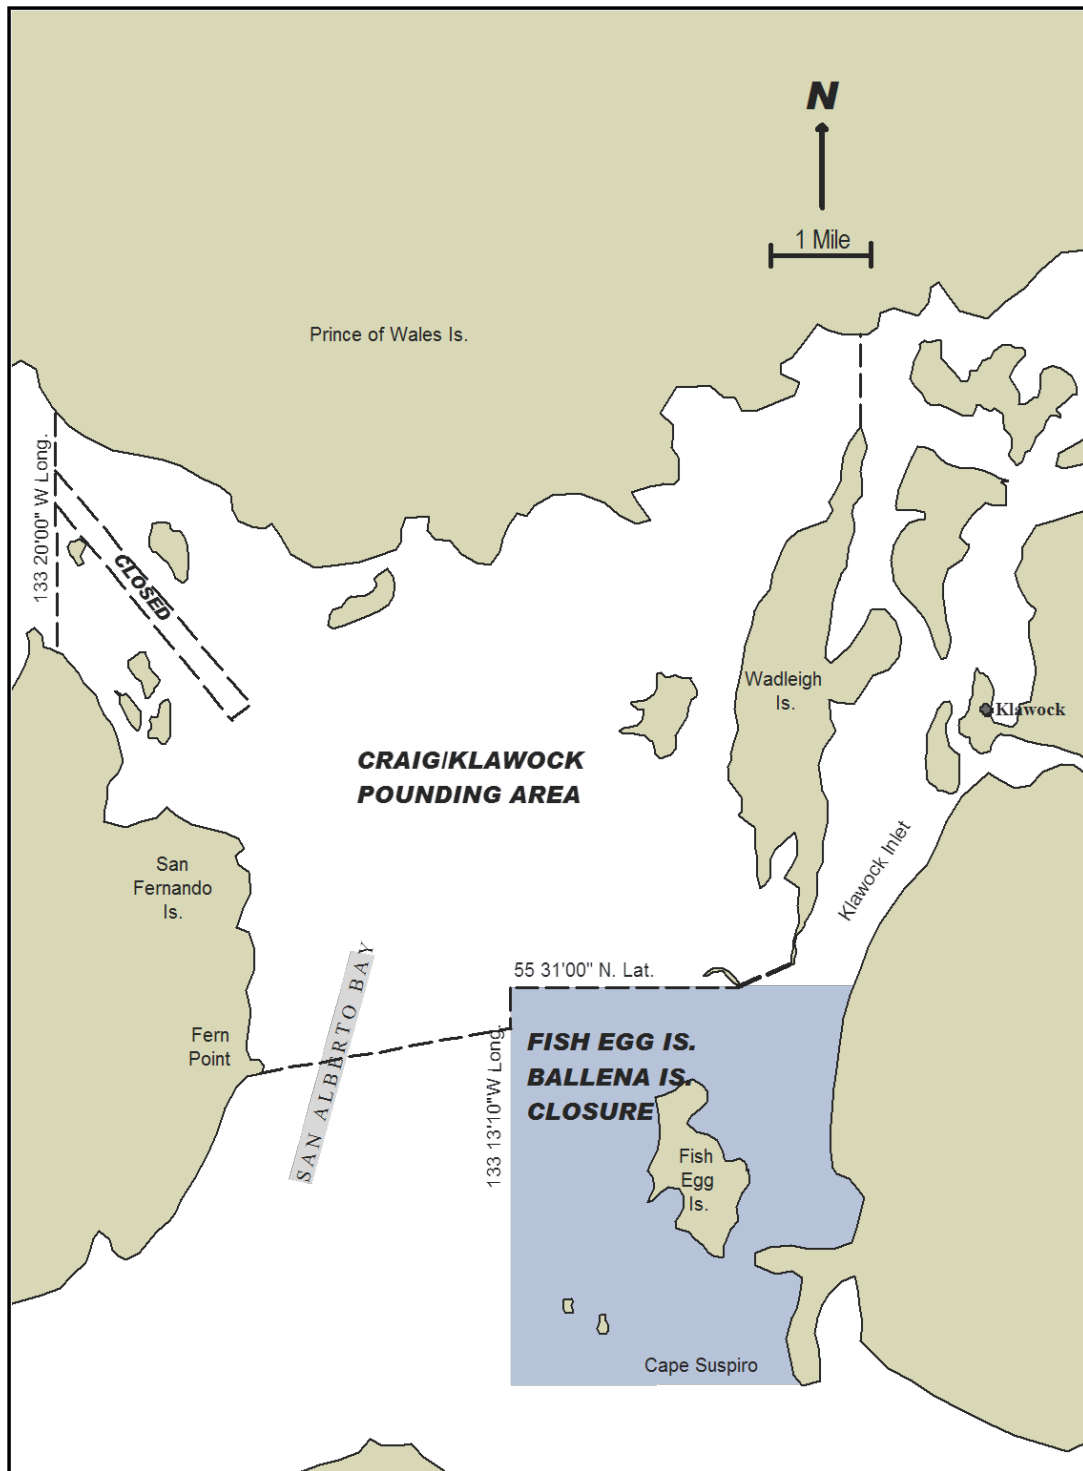 N
1 Mile
Prince of Wales Is.
133 20'00" W Long.
CLOSED
Wadleigh
Is.
Klawock
CRAIG/KLAWOCK
POUNDING AREA
San
Fernando
Is.
Klawock Inlet
SAN ALBERTO BAY
55 31'00" N. Lat.
Fern
Point
133 13'10"W Long.
FISH EGG IS.
BALLENA IS.
CLOSURE
Fish
Egg
Is.
Cape Suspiro